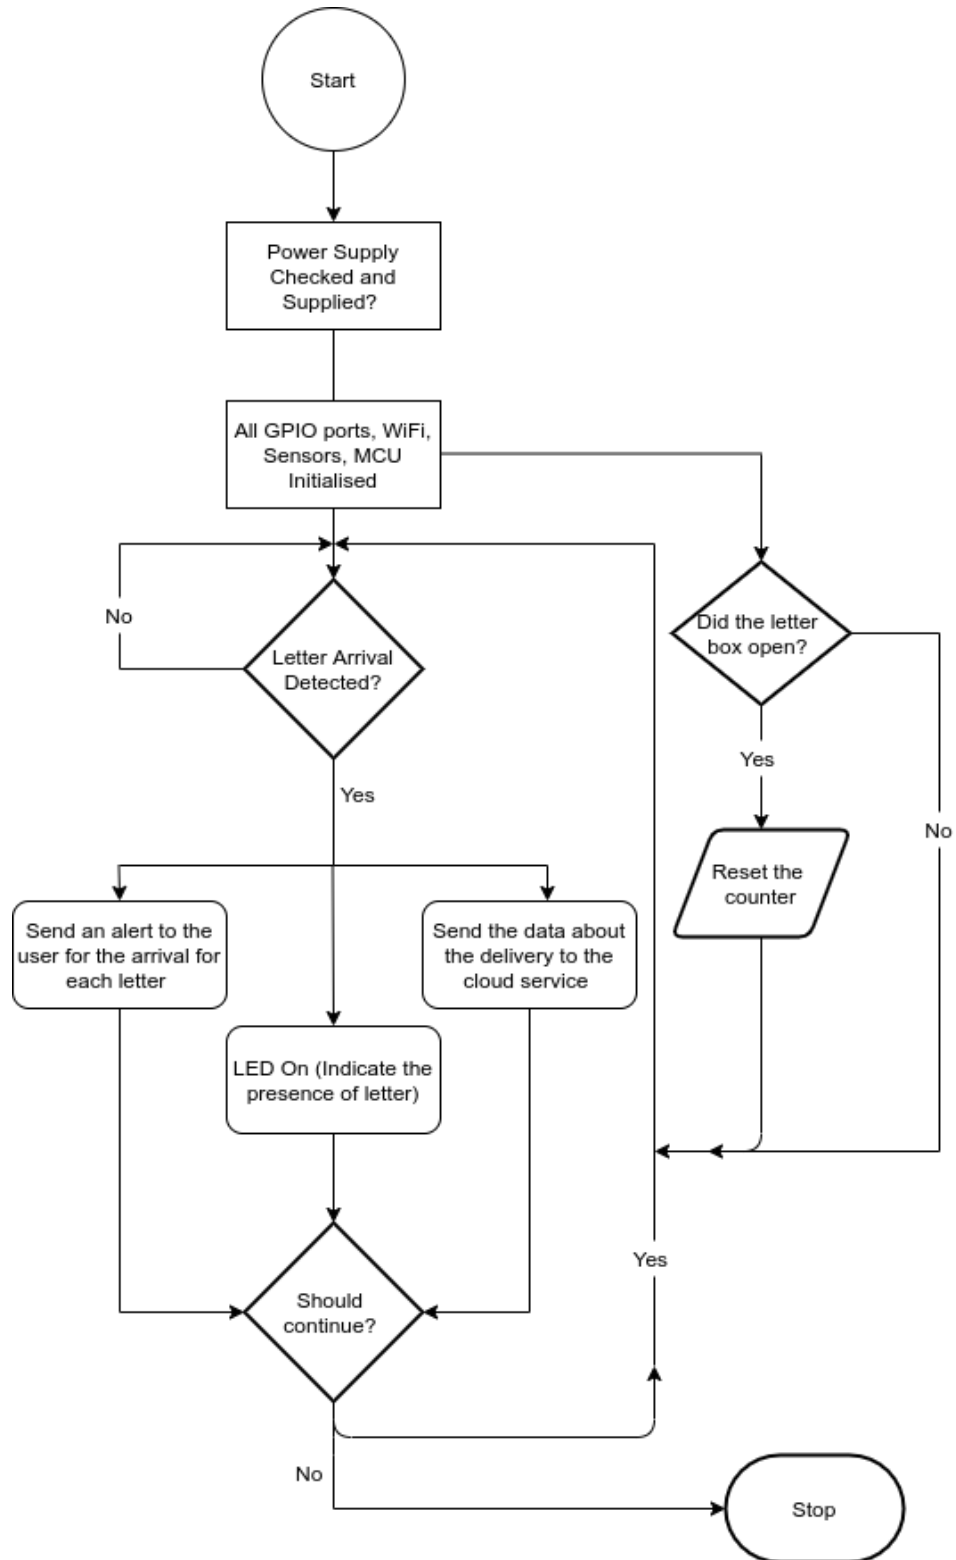 Start
Power Supply
Checked and
Supplied?
All GPIO ports, WiFi,
Sensors, MCU
Initialised
No
Letter Arrival
Detected?
Did the letter
box open?
Yes
Yes
No
Reset the
counter
Send an alert to the
user for the arrival for
each letter
Send the data about
the delivery to the
cloud service
LED On (Indicate the
presence of letter)
Yes
Should
continue?
No
Stop